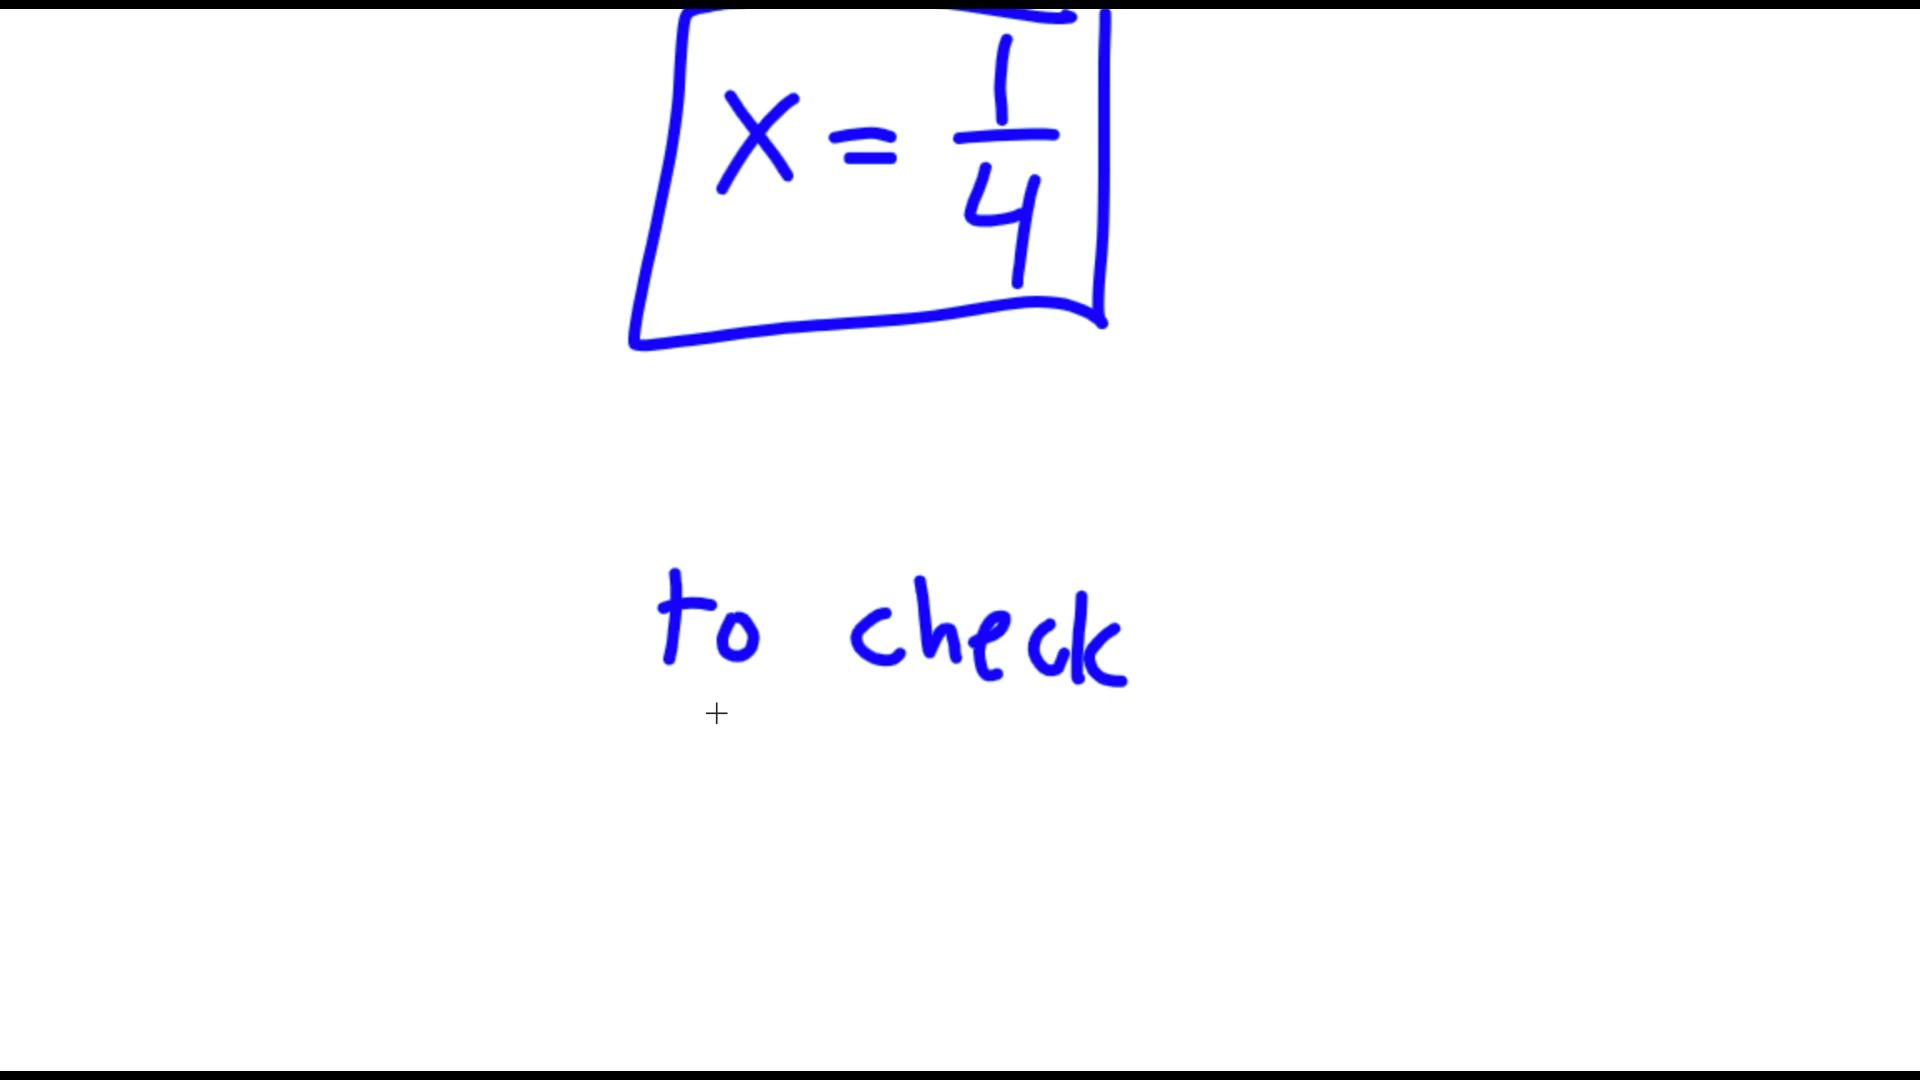 x = 1/4
to check